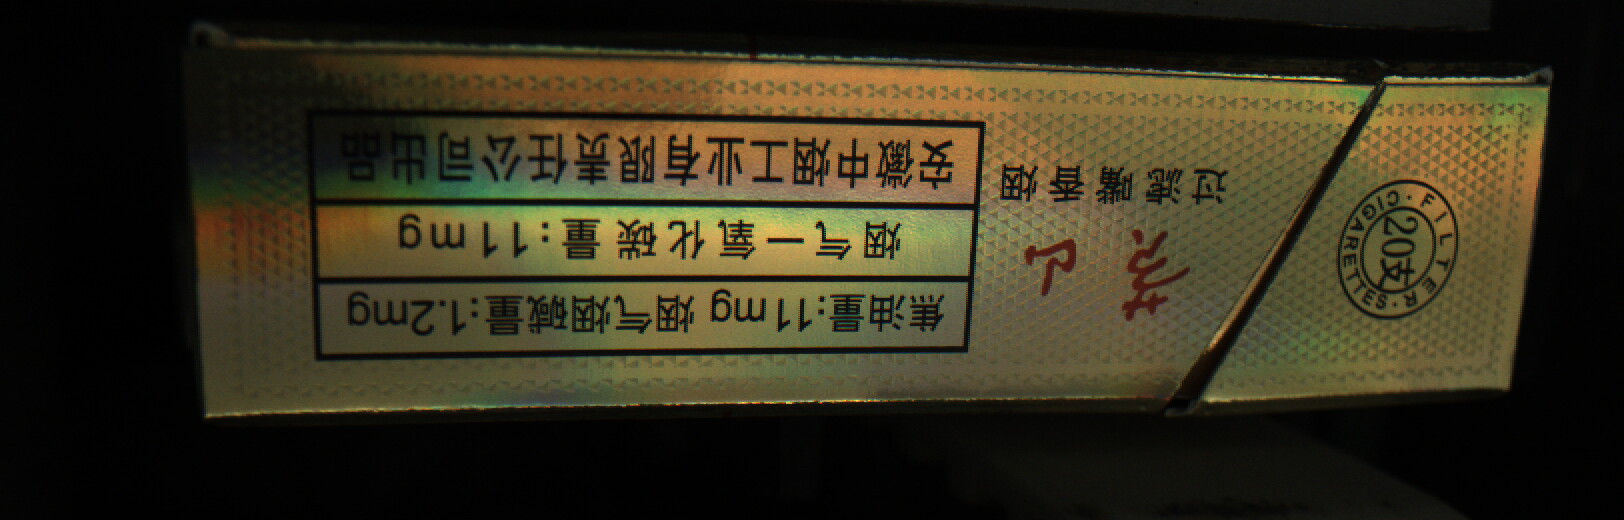 FILTER · CIGARETTES ·
20支
黄山
过滤嘴香烟
焦油量:11mg 烟气烟碱量:1.2mg
烟气一氧化碳量:11mg
安徽中烟工业有限责任公司出品